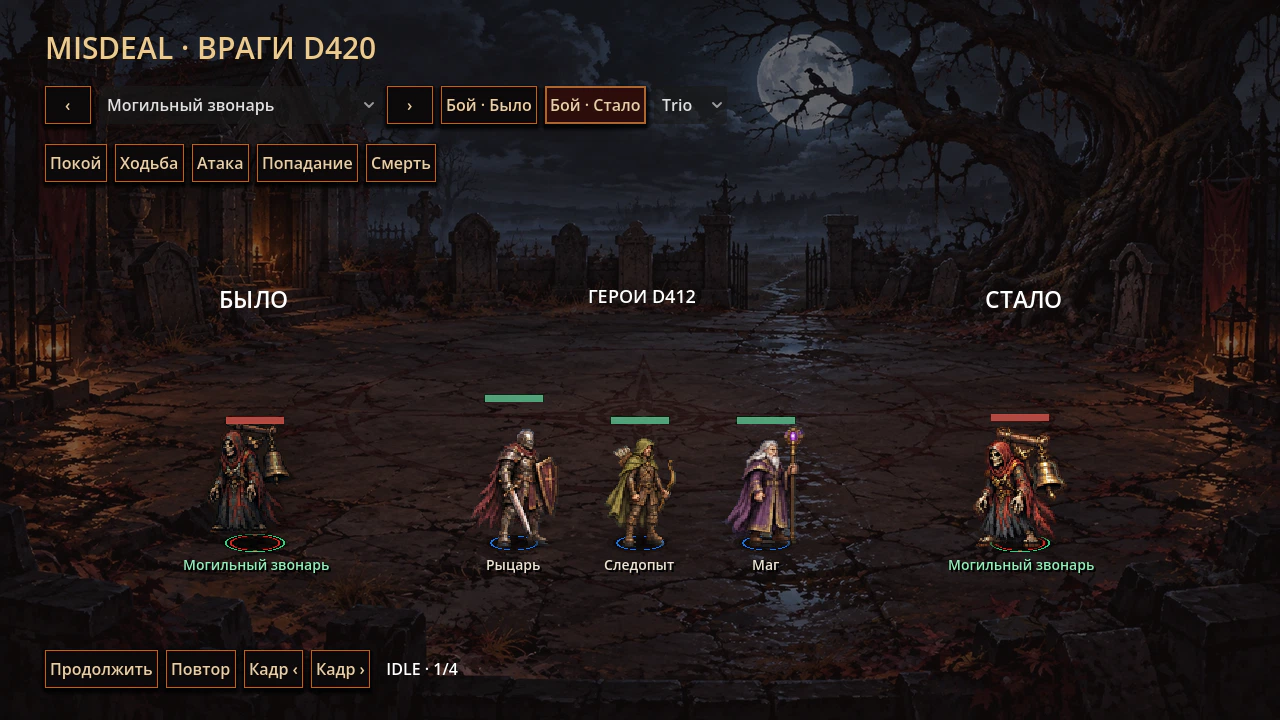 MISDEAL · ВРАГИ D420
‹ Могильный звонарь › Бой · Было Бой · Стало Trio
Покой Ходьба Атака Попадание Смерть
БЫЛО ГЕРОИ D412 СТАЛО
Могильный звонарь Рыцарь Следопыт Маг Могильный звонарь
Продолжить Повтор Кадр ‹ Кадр › IDLE · 1/4